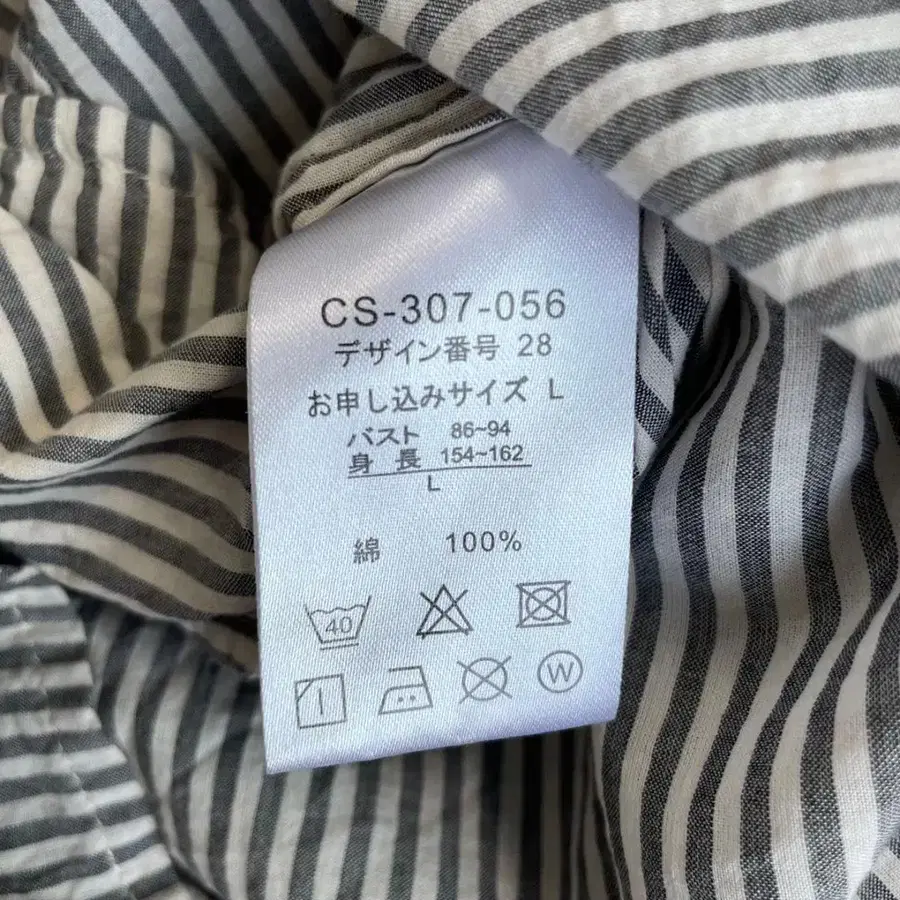 CS-307-056
デザイン番号 28
お申し込みサイズ L
バスト 86~94
身長 154~162
L
綿 100%
40
W